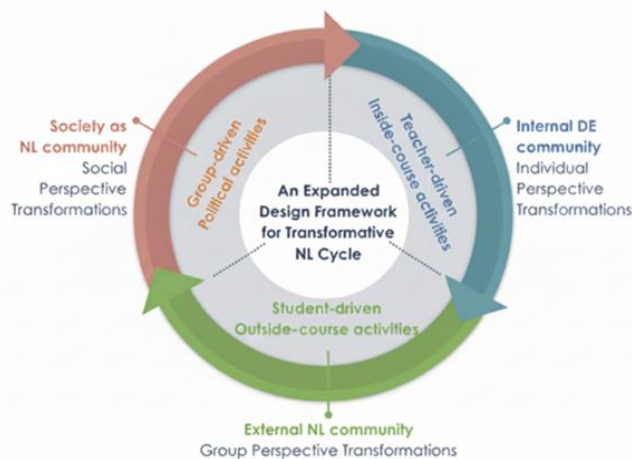 Society as
NL community
Social
Perspective
Transformations
Group-driven
Political activities
An Expanded
Design Framework
for Transformative
NL Cycle
Teacher-driven
Inside-course activities
Internal DE
community
Individual
Perspective
Transformations
Student-driven
Outside-course activities
External NL community
Group Perspective Transformations